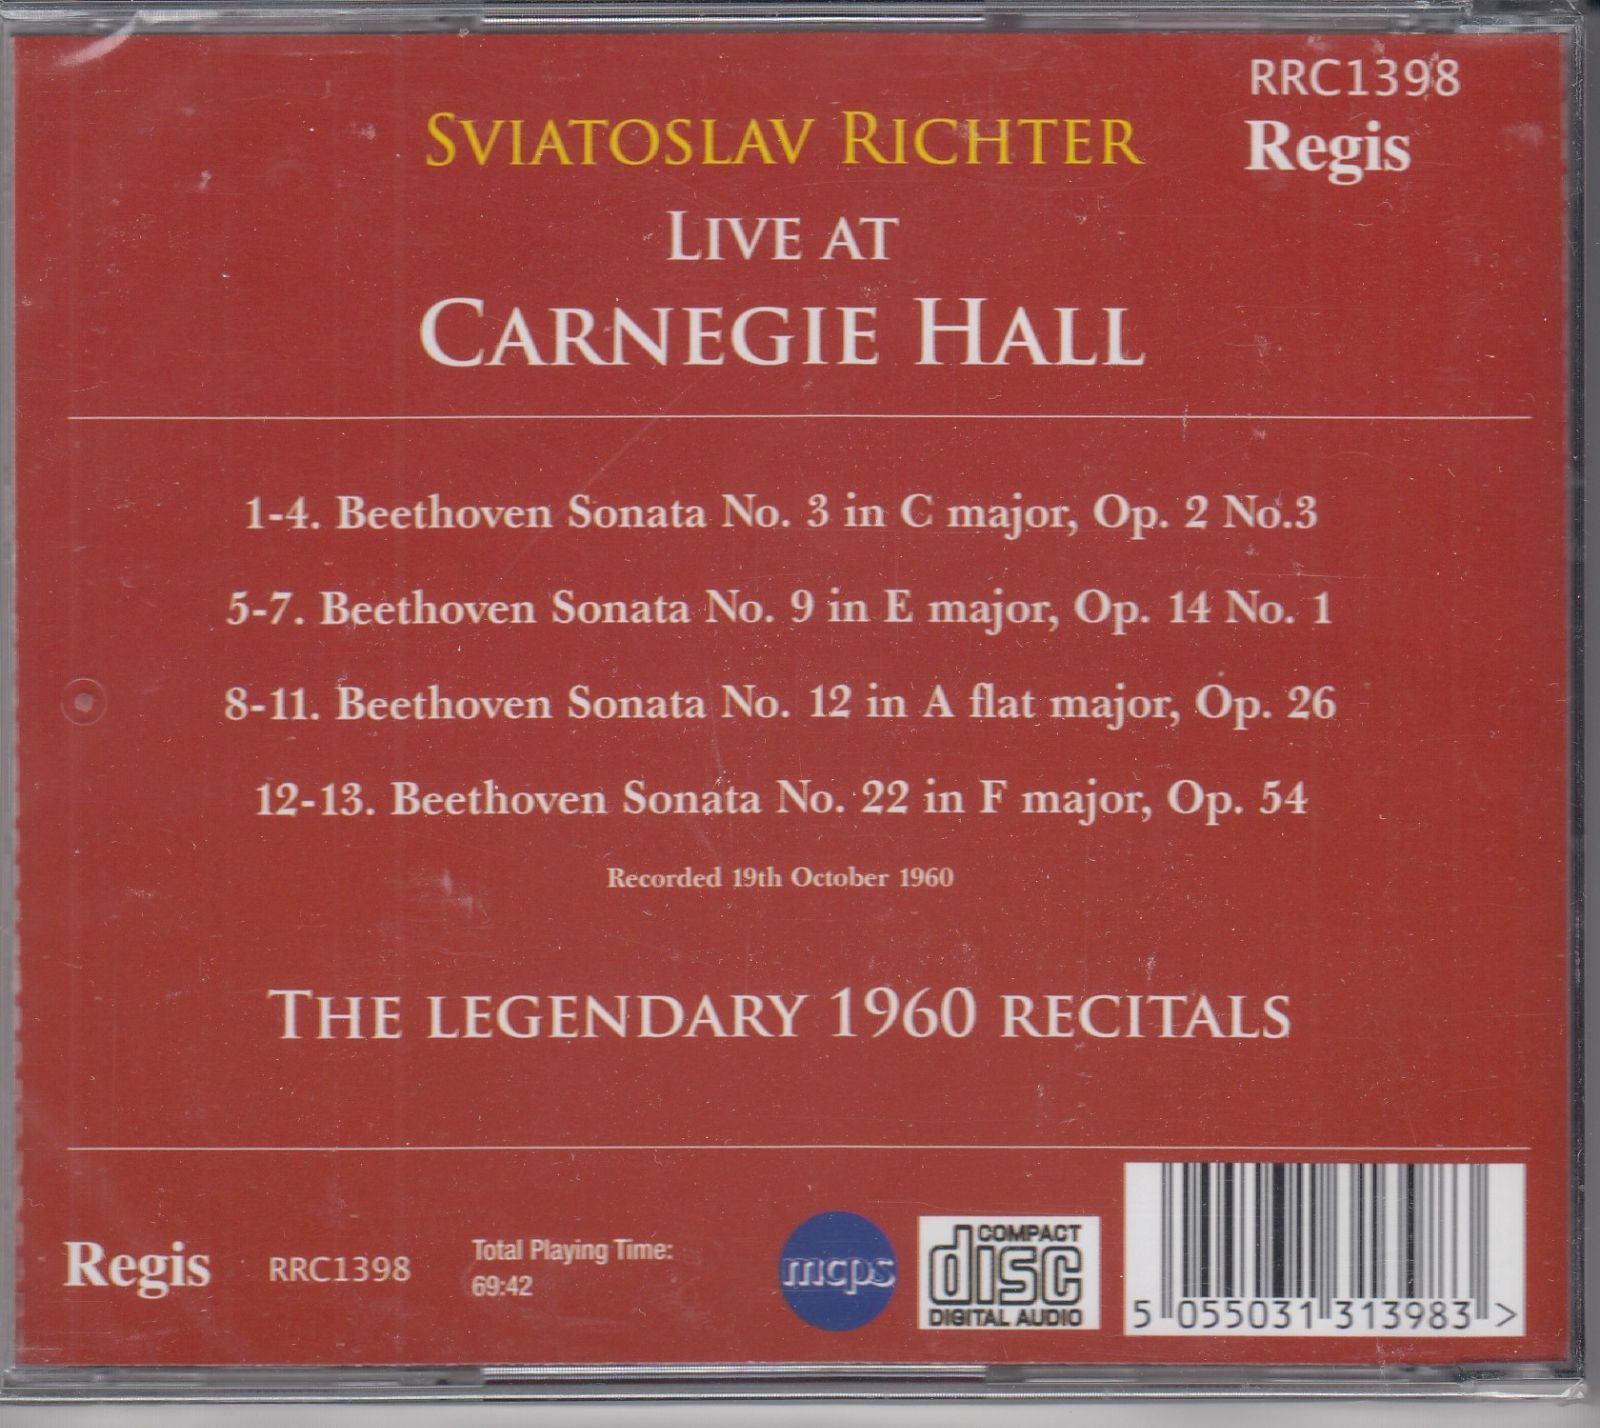 RRC1398
Regis
SVIATOSLAV RICHTER
LIVE AT
CARNEGIE HALL
1-4. Beethoven Sonata No. 3 in C major, Op. 2 No.3
5-7. Beethoven Sonata No. 9 in E major, Op. 14 No. 1
8-11. Beethoven Sonata No. 12 in A flat major, Op. 26
12-13. Beethoven Sonata No. 22 in F major, Op. 54
Recorded 19th October 1960
THE LEGENDARY 1960 RECITALS
Regis
RRC1398
Total Playing Time:
69:42
mcps
COMPACT
disc
DIGITAL AUDIO
5 055031 313983 >